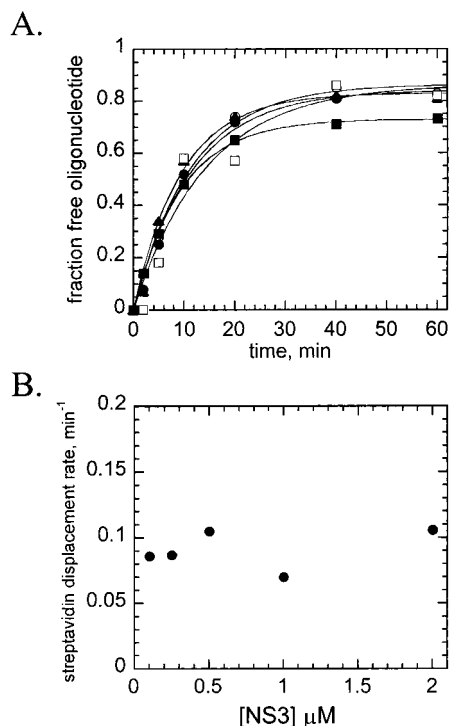 A.
1
0.8
0.6
0.4
0.2
0
fraction free oligonucleotide
0 10 20 30 40 50 60
time, min
B.
0.2
0.15
0.1
0.05
0
streptavidin displacement rate, min-1
0 0.5 1 1.5 2
[NS3] μM